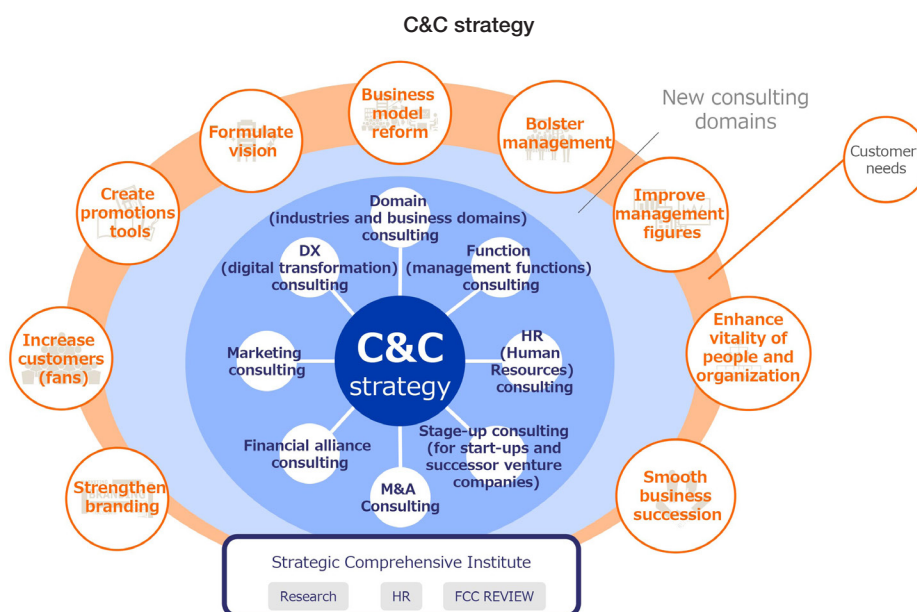 C&C strategy
New consulting
domains
Customer
needs
Business
model
reform
Formulate
vision
Bolster
management
Create
promotions
tools
Improve
management
figures
Increase
customers
(fans)
Enhance
vitality of
people and
organization
Strengthen
branding
Smooth
business
succession
Domain
(industries and business domains)
consulting
DX
(digital transformation)
consulting
Function
(management functions)
consulting
Marketing
consulting
C&C
strategy
HR
(Human
Resources)
consulting
Financial alliance
consulting
Stage-up consulting
(for start-ups and
successor venture
companies)
M&A
Consulting
Strategic Comprehensive Institute
Research
HR
FCC REVIEW